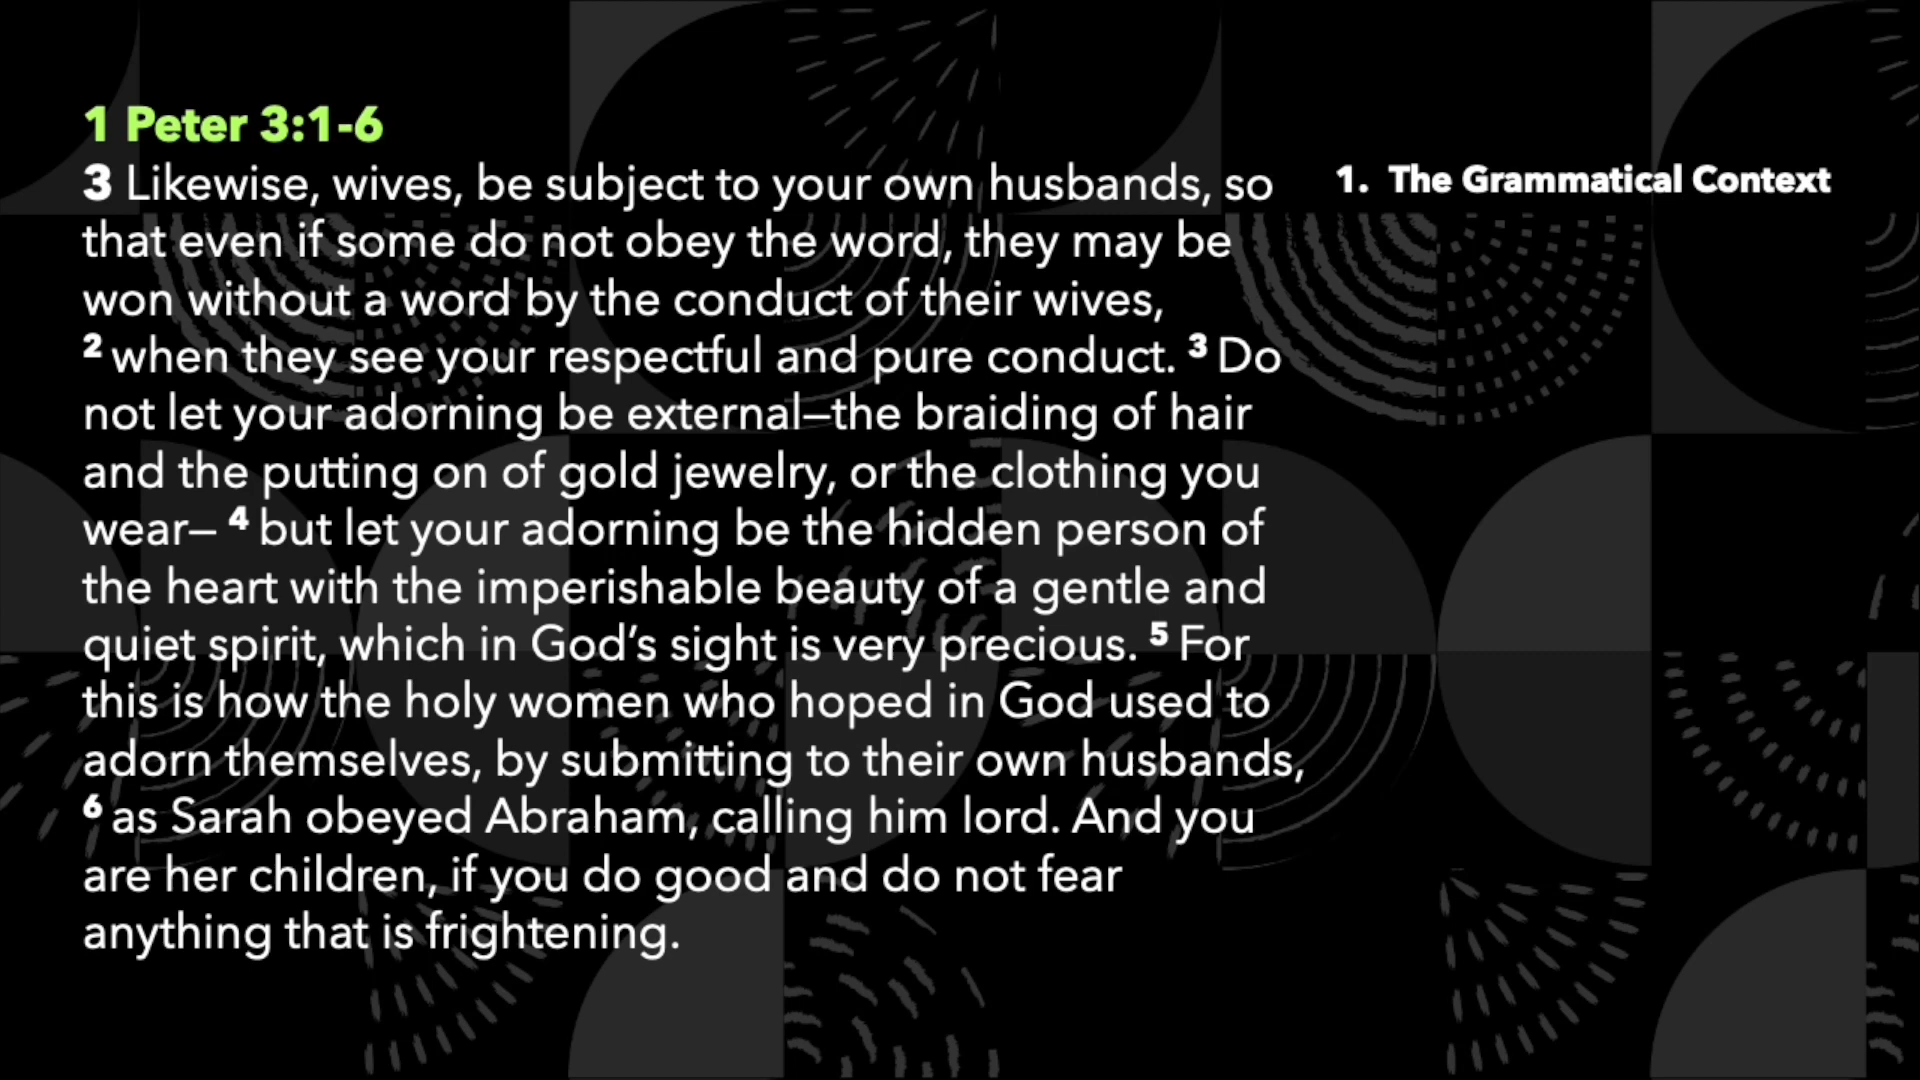 1 Peter 3:1-6
3 Likewise, wives, be subject to your own husbands, so
that even if some do not obey the word, they may be
won without a word by the conduct of their wives,
2 when they see your respectful and pure conduct. 3 Do
not let your adorning be external—the braiding of hair
and the putting on of gold jewelry, or the clothing you
wear— 4 but let your adorning be the hidden person of
the heart with the imperishable beauty of a gentle and
quiet spirit, which in God’s sight is very precious. 5 For
this is how the holy women who hoped in God used to
adorn themselves, by submitting to their own husbands,
6 as Sarah obeyed Abraham, calling him lord. And you
are her children, if you do good and do not fear
anything that is frightening.
1. The Grammatical Context